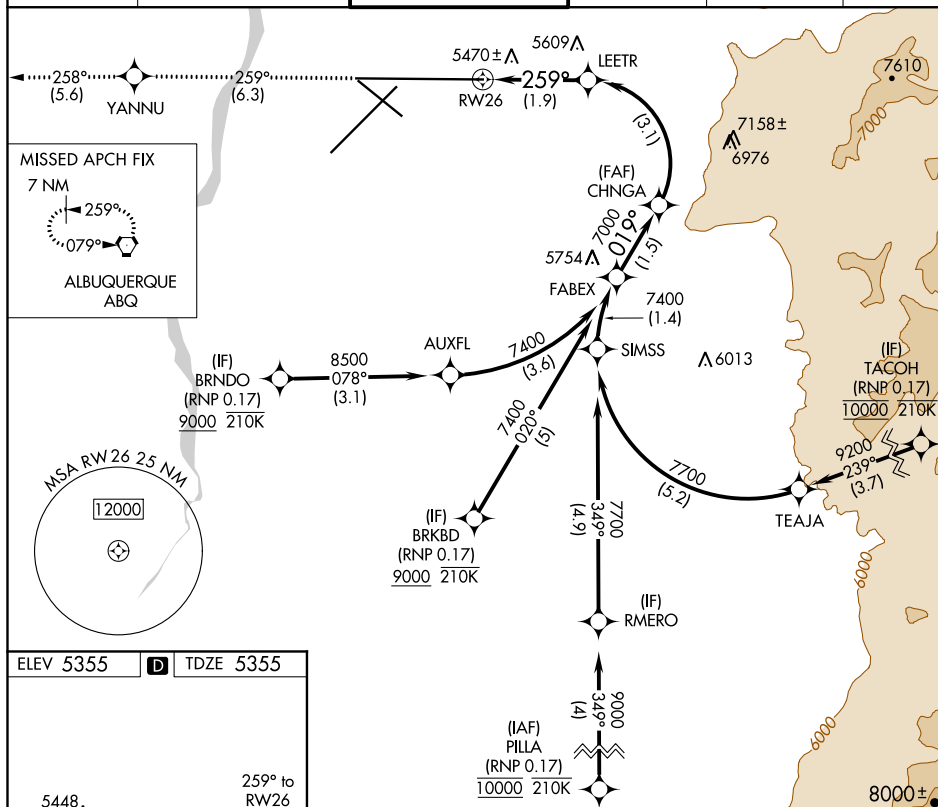 5470±
5609
LEETR
7610
258°
(5.6)
259°
(6.3)
259°
(1.9)
YANNU
RW26
(3.1)
7000
7158±
6976
MISSED APCH FIX
7 NM
259°
079°
ALBUQUERQUE
ABQ
(FAF)
CHNGA
7000
019°
(1.5)
5754
FABEX
7400
(1.4)
AUXFL
7400
(3.6)
SIMSS
6013
(IF)
BRNDO
(RNP 0.17)
9000 210K
8500
078°
(3.1)
(IF)
TACOH
(RNP 0.17)
10000 210K
7400
020°
(5)
9200
239°
(3.7)
7700
(5.2)
TEAJA
7700
349°
(4.9)
MSA RW26 25 NM
12000
(IF)
BRKBD
(RNP 0.17)
9000 210K
6000
(IF)
RMERO
ELEV 5355
D
TDZE 5355
9000
349°
(4)
(IAF)
PILLA
(RNP 0.17)
10000 210K
6000
259° to
RW26
5448
8000±